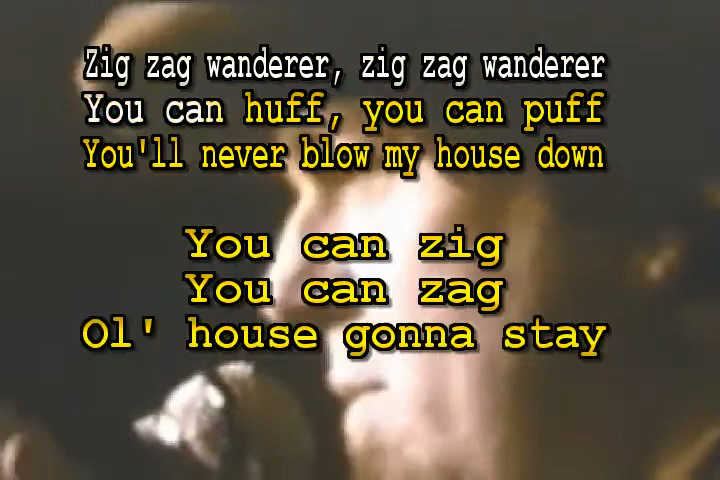 Zig zag wanderer, zig zag wanderer
You can huff, you can puff
You'll never blow my house down
You can zig
You can zag
Ol' house gonna stay